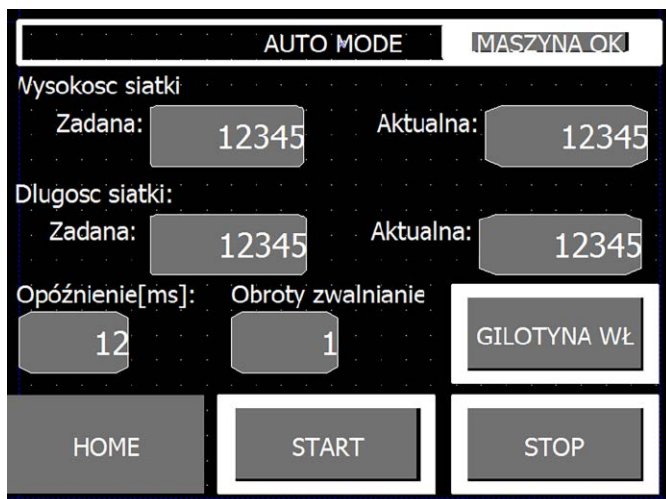 AUTO MODE MASZYNA OK
Wysokosc siatki
Zadana: 12345 Aktualna: 12345
Dlugosc siatki:
Zadana: 12345 Aktualna: 12345
Opóźnienie[ms]: Obroty zwalnianie
12 1 GILOTYNA WŁ
HOME START STOP